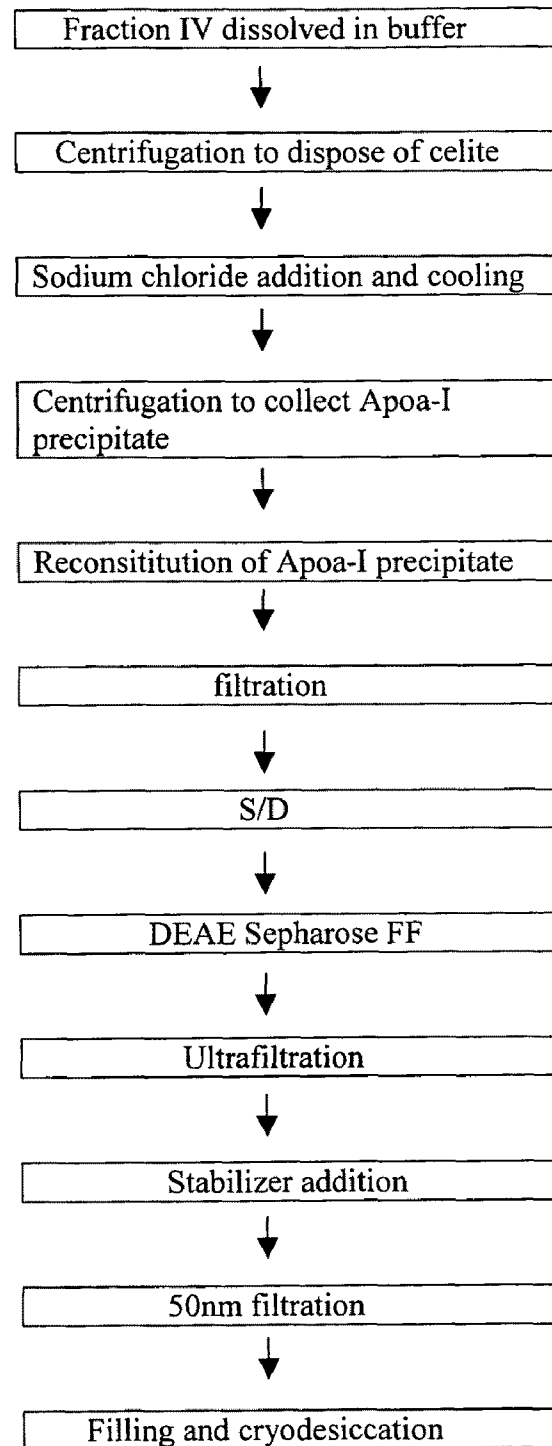 Fraction IV dissolved in buffer
Centrifugation to dispose of celite
Sodium chloride addition and cooling
Centrifugation to collect Apoa-I
precipitate
Reconsititution of Apoa-I precipitate
filtration
S/D
DEAE Sepharose FF
Ultrafiltration
Stabilizer addition
50nm filtration
Filling and cryodesiccation